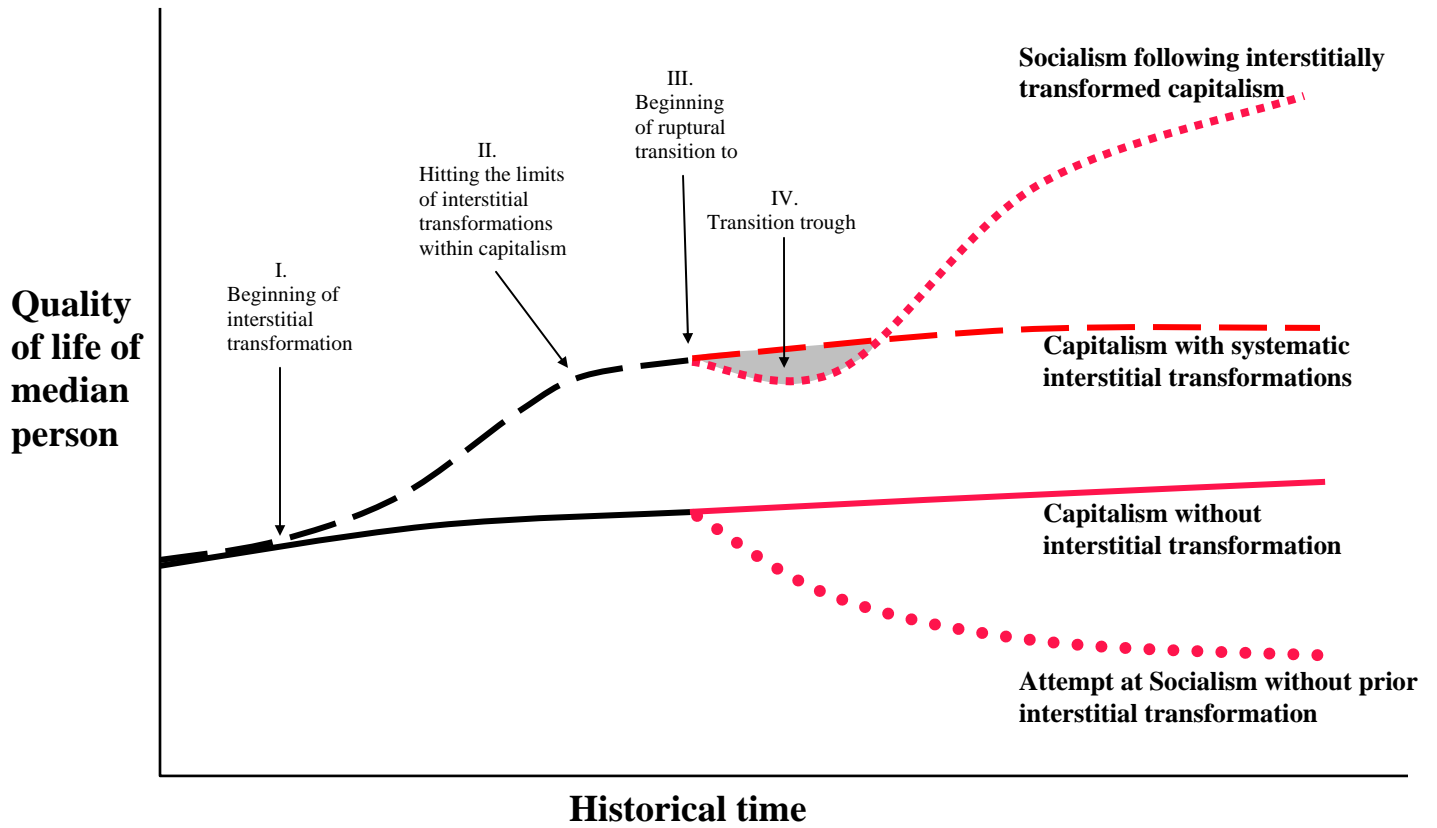 Socialism following interstitially
transformed capitalism
III.
Beginning
of ruptural
transition to
II.
Hitting the limits
of interstitial
transformations
within capitalism
IV.
Transition trough
I.
Beginning of
interstitial
transformation
Quality
of life of
median
person
Capitalism with systematic
interstitial transformations
Capitalism without
interstitial transformation
Attempt at Socialism without prior
interstitial transformation
Historical time